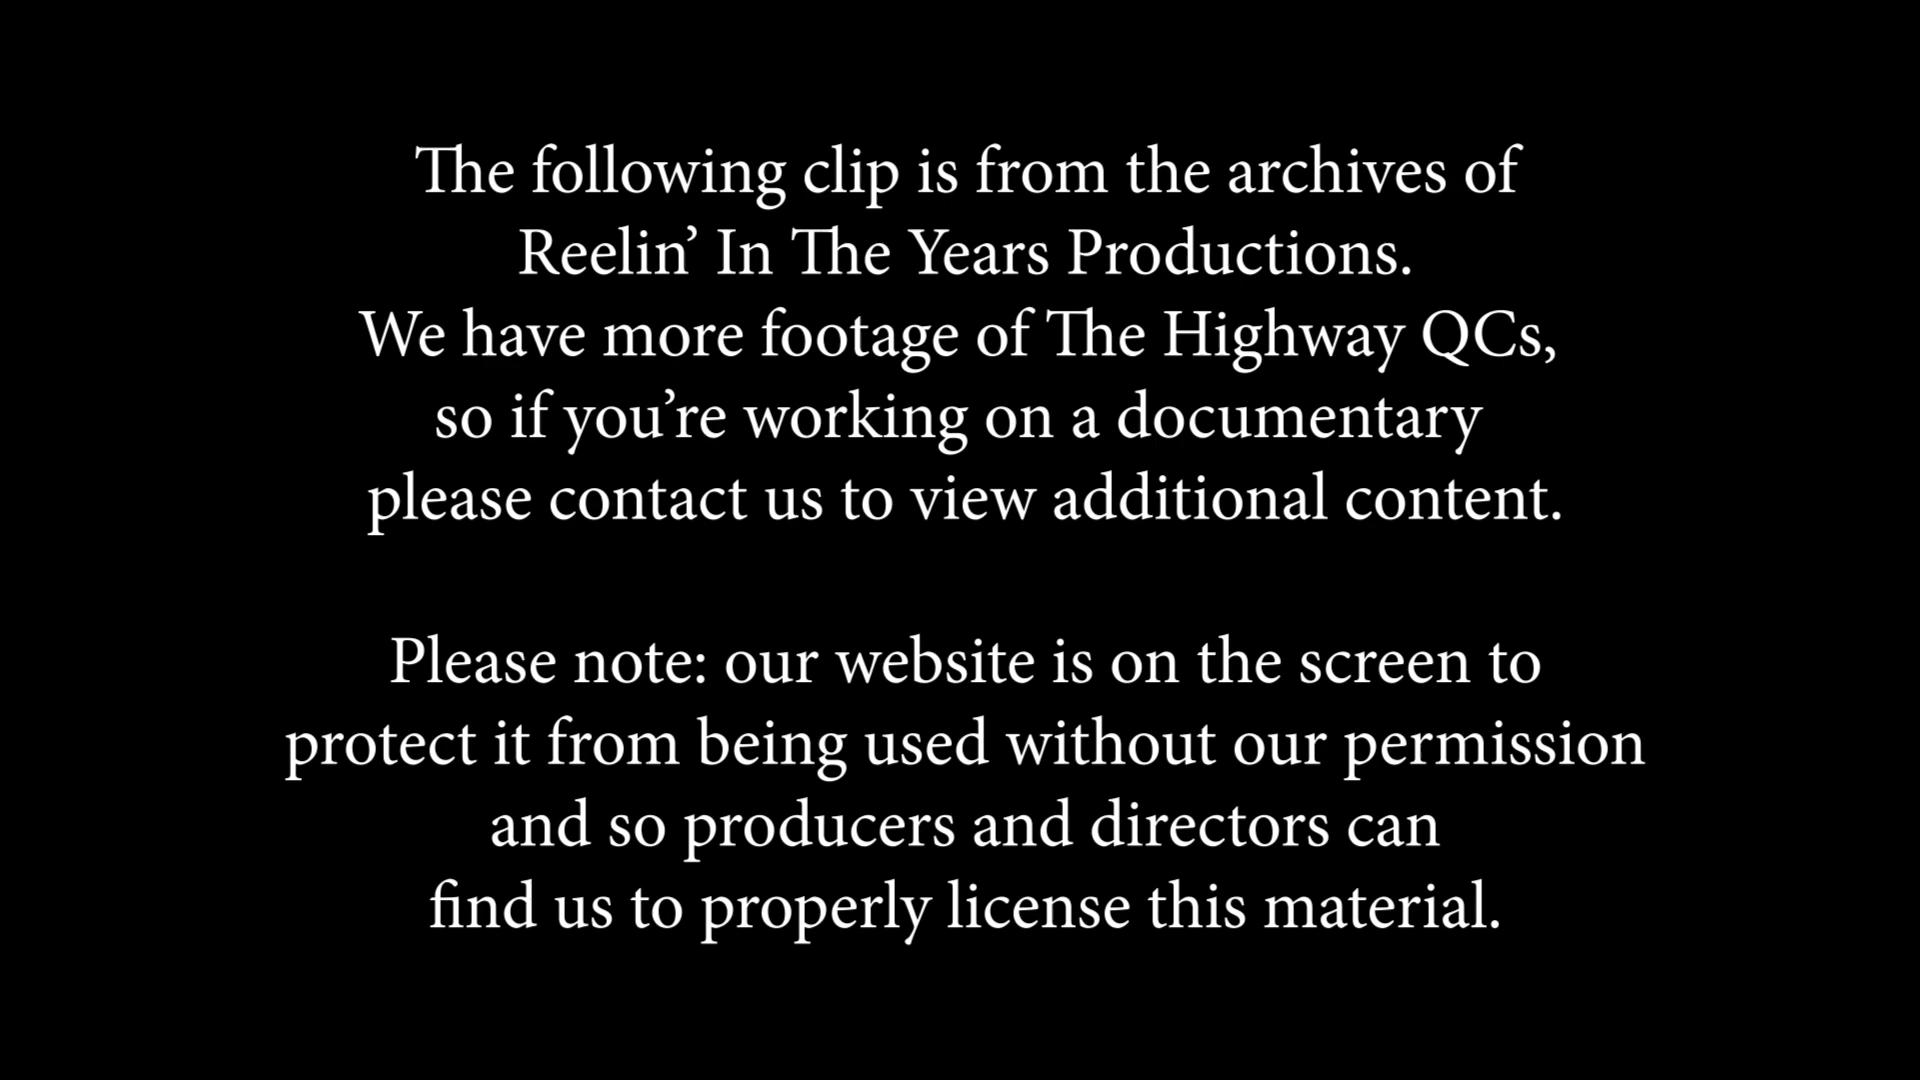 The following clip is from the archives of
Reelin’ In The Years Productions.
We have more footage of The Highway QCs,
so if you’re working on a documentary
please contact us to view additional content.
Please note: our website is on the screen to
protect it from being used without our permission
and so producers and directors can
find us to properly license this material.